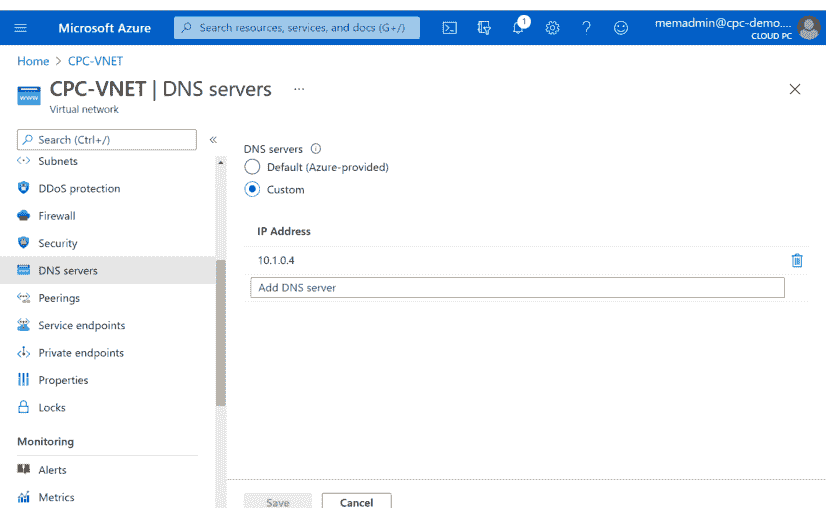 Microsoft Azure
Search resources, services, and docs (G+/)
1
memadmin@cpc-demo....
CLOUD PC
Home > CPC-VNET
www
CPC-VNET | DNS servers ...
Virtual network
Search (Ctrl+/)
Subnets
DDoS protection
Firewall
Security
DNS servers
Peerings
Service endpoints
Private endpoints
Properties
Locks
Monitoring
Alerts
Metrics
DNS servers
Default (Azure-provided)
Custom
IP Address
10.1.0.4
Add DNS server
Save
Cancel